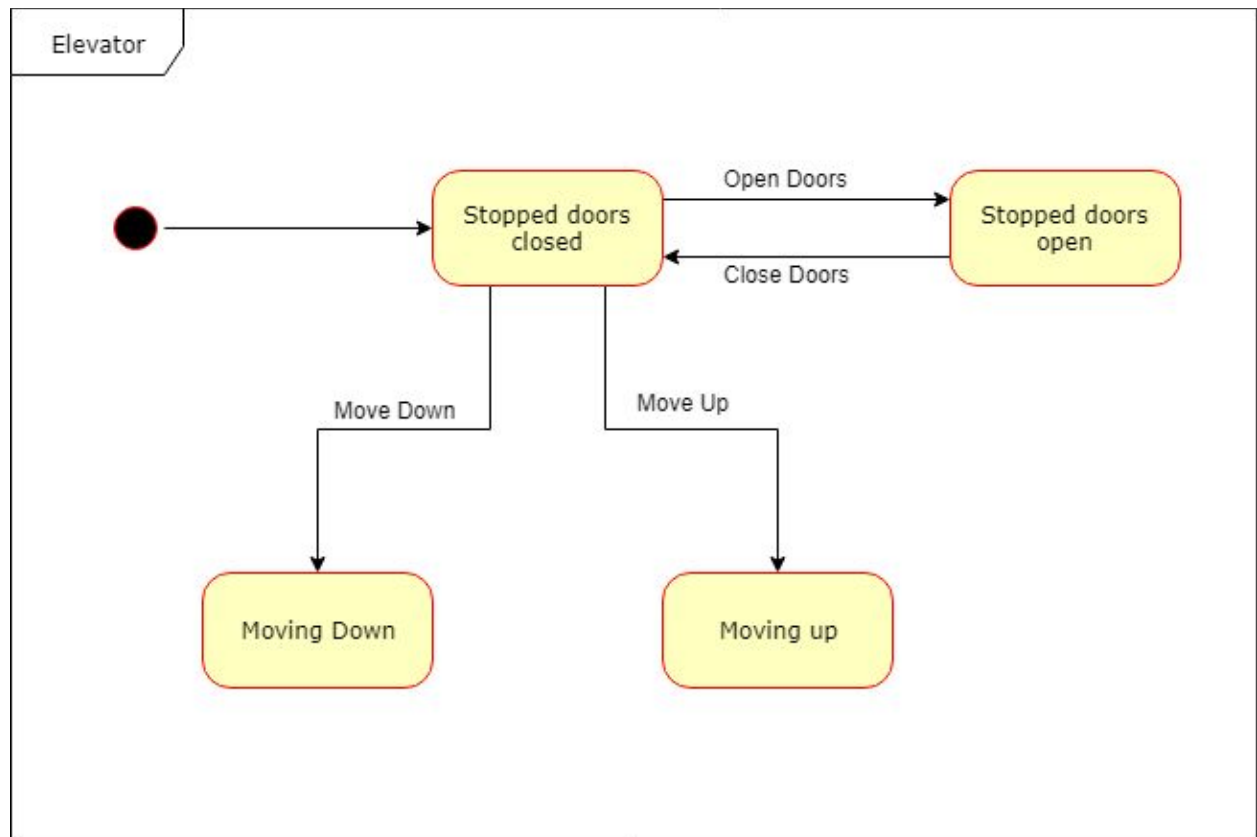 Elevator
Open Doors
Stopped doors
closed
Stopped doors
open
Close Doors
Move Down
Move Up
Moving Down
Moving up